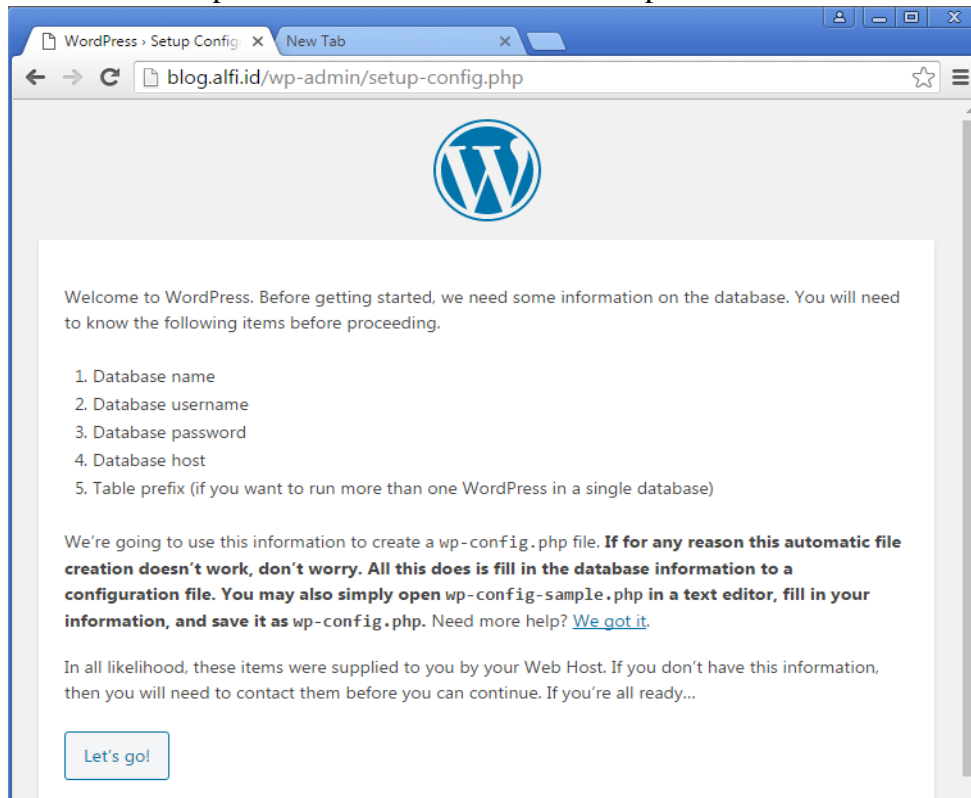 WordPress › Setup Config
New Tab
blog.alfi.id/wp-admin/setup-config.php
Welcome to WordPress. Before getting started, we need some information on the database. You will need
to know the following items before proceeding.
1. Database name
2. Database username
3. Database password
4. Database host
5. Table prefix (if you want to run more than one WordPress in a single database)
We're going to use this information to create a wp-config.php file. If for any reason this automatic file
creation doesn't work, don't worry. All this does is fill in the database information to a
configuration file. You may also simply open wp-config-sample.php in a text editor, fill in your
information, and save it as wp-config.php. Need more help? We got it.
In all likelihood, these items were supplied to you by your Web Host. If you don't have this information,
then you will need to contact them before you can continue. If you're all ready...
Let's go!